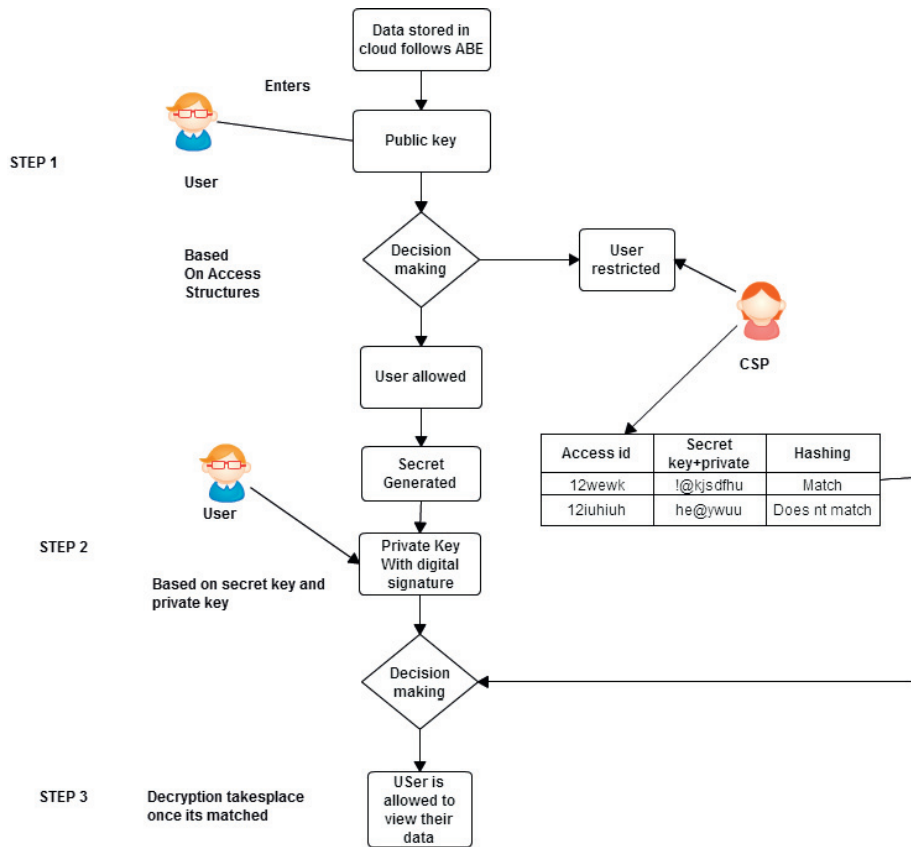 Data stored in
cloud follows ABE
Enters
Public key
STEP 1
User
Decision
making
User
restricted
Based
On Access
Structures
CSP
User allowed
Access id
Secret
key+private
Hashing
12wewk
!@kjsdfhu
Match
12iuhiuh
he@ywuu
Does nt match
Secret
Generated
User
STEP 2
Private Key
With digital
signature
Based on secret key and
private key
Decision
making
STEP 3
Decryption takesplace
once its matched
USer is
allowed to
view their
data